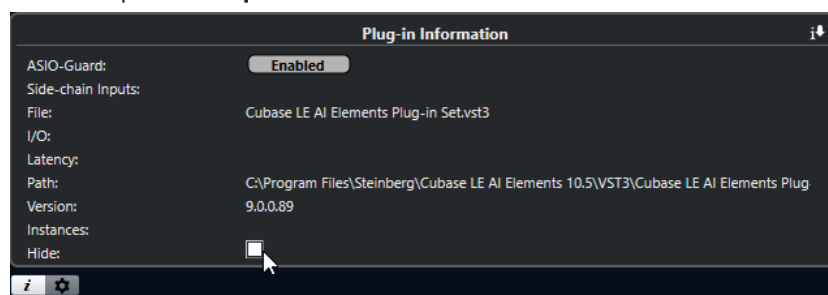 Plug-in Information
ASIO-Guard: Enabled
Side-chain Inputs:
File: Cubase LE AI Elements Plug-in Set.vst3
I/O:
Latency:
Path: C:\Program Files\Steinberg\Cubase LE AI Elements 10.5\VST3\Cubase LE AI Elements Plug-
Version: 9.0.0.89
Instances:
Hide: